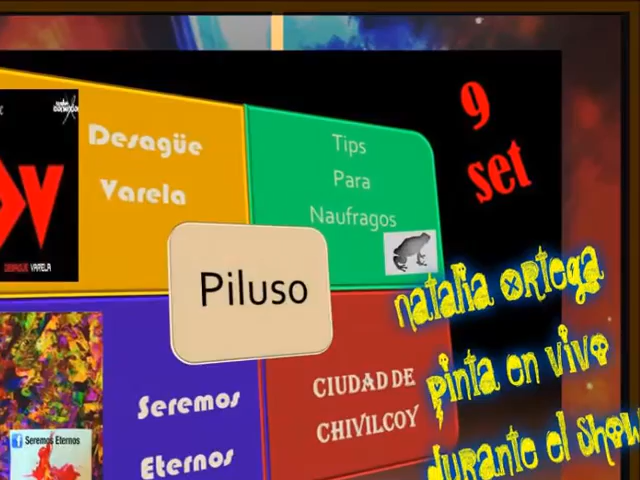 Desagüe
Varela
DESAGUE VARELA
Tips
Para
Naufragos
9
set
Piluso
Seremos
Eternos
Seremos Eternos
CIUDAD DE
CHIVILCOY
natalia ortega
pinta en vivo
durante el show